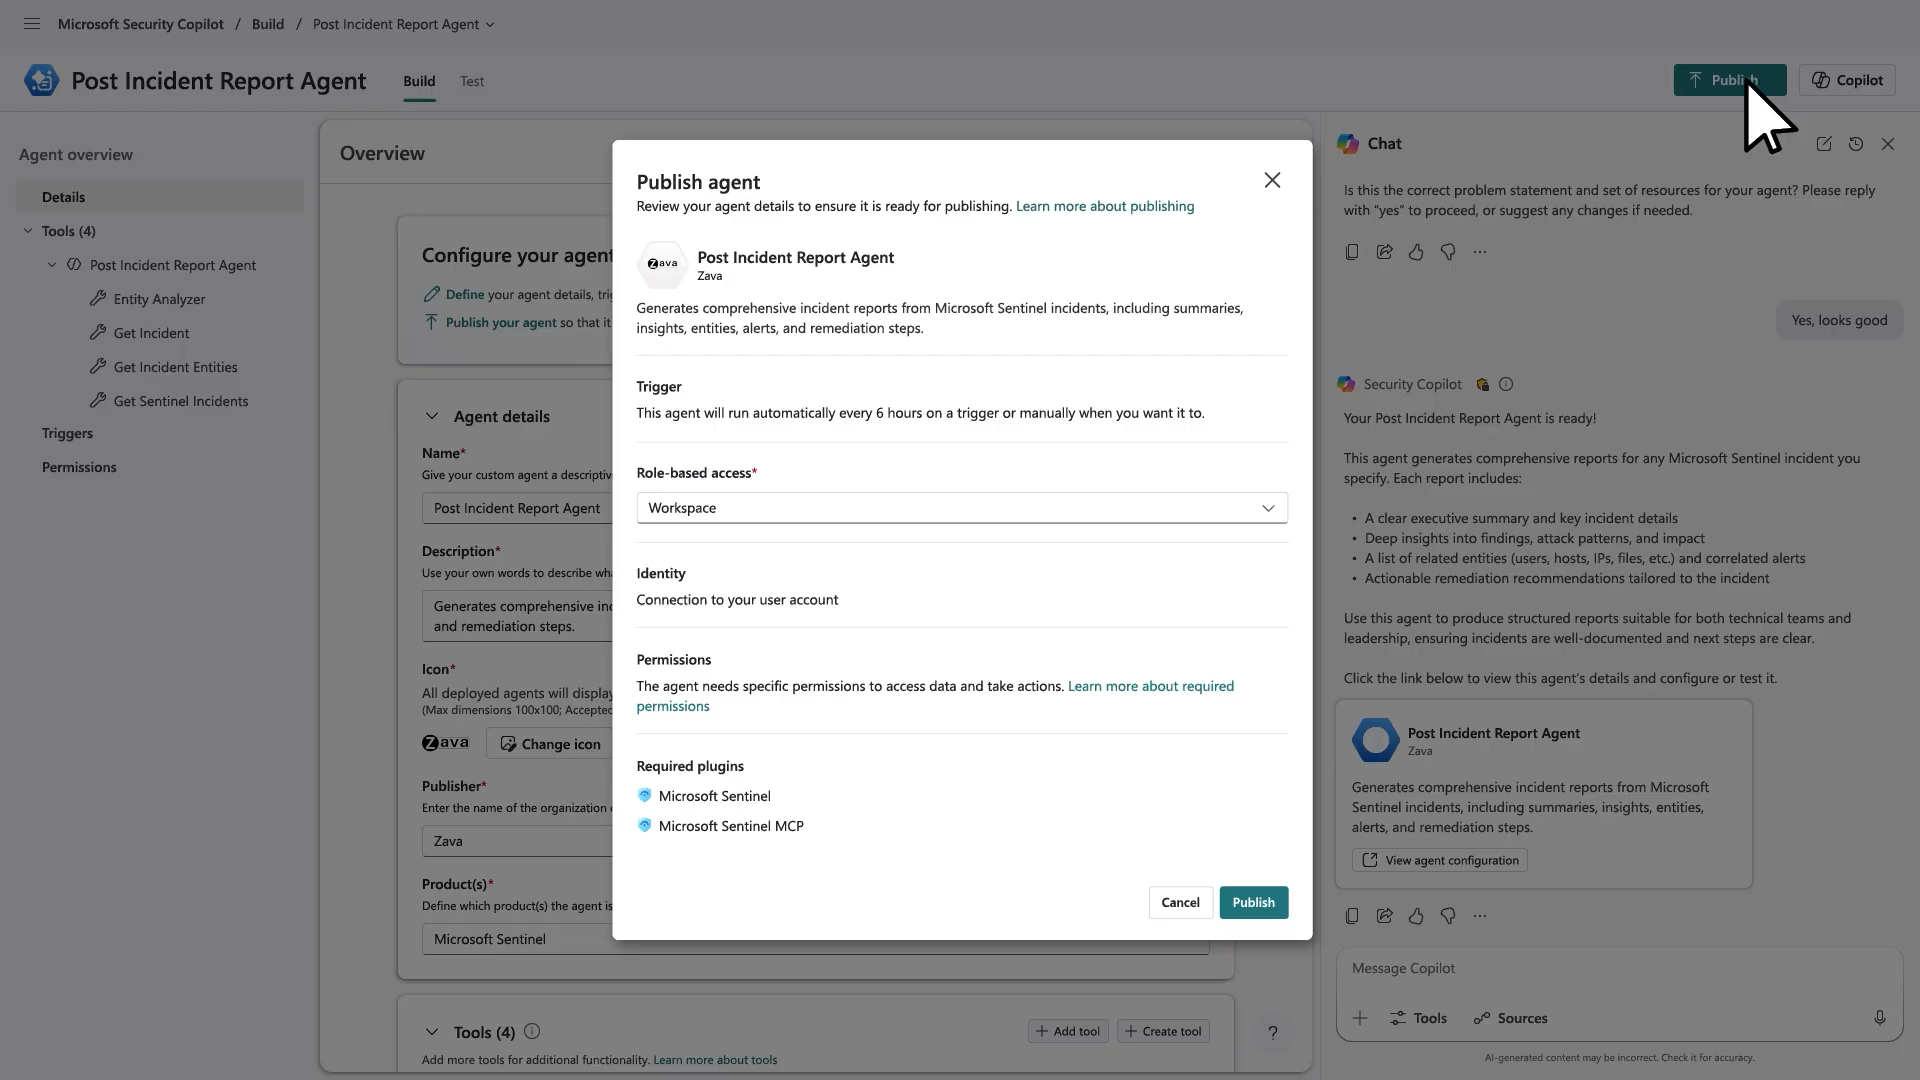 Microsoft Security Copilot / Build / Post Incident Report Agent
Post Incident Report Agent
Build
Test
Publish
Copilot
Agent overview
Details
Tools (4)
Post Incident Report Agent
Entity Analyzer
Get Incident
Get Incident Entities
Get Sentinel Incidents
Triggers
Permissions
Overview
Configure your agent
Define your agent details, trig
Publish your agent so that it
Agent details
Name*
Give your custom agent a descriptive
Post Incident Report Agent
Description*
Use your own words to describe wha
Generates comprehensive inc
and remediation steps.
Icon*
All deployed agents will display
(Max dimensions 100x100; Accepted
Zava
Change icon
Publisher*
Enter the name of the organization
Zava
Product(s)*
Define which product(s) the agent is
Microsoft Sentinel
Tools (4)
Add tool
Create tool
Add more tools for additional functionality. Learn more about tools
?
Publish agent
Review your agent details to ensure it is ready for publishing. Learn more about publishing
Zava
Post Incident Report Agent
Zava
Generates comprehensive incident reports from Microsoft Sentinel incidents, including summaries,
insights, entities, alerts, and remediation steps.
Trigger
This agent will run automatically every 6 hours on a trigger or manually when you want it to.
Role-based access*
Workspace
Identity
Connection to your user account
Permissions
The agent needs specific permissions to access data and take actions. Learn more about required
permissions
Required plugins
Microsoft Sentinel
Microsoft Sentinel MCP
Cancel
Publish
Chat
Is this the correct problem statement and set of resources for your agent? Please reply
with “yes” to proceed, or suggest any changes if needed.
Yes, looks good
Security Copilot
Your Post Incident Report Agent is ready!
This agent generates comprehensive reports for any Microsoft Sentinel incident you
specify. Each report includes:
• A clear executive summary and key incident details
• Deep insights into findings, attack patterns, and impact
• A list of related entities (users, hosts, IPs, files, etc.) and correlated alerts
• Actionable remediation recommendations tailored to the incident
Use this agent to produce structured reports suitable for both technical teams and
leadership, ensuring incidents are well-documented and next steps are clear.
Click the link below to view this agent’s details and configure or test it.
Post Incident Report Agent
Zava
Generates comprehensive incident reports from Microsoft
Sentinel incidents, including summaries, insights, entities,
alerts, and remediation steps.
View agent configuration
Message Copilot
Tools
Sources
AI-generated content may be incorrect. Check it for accuracy.